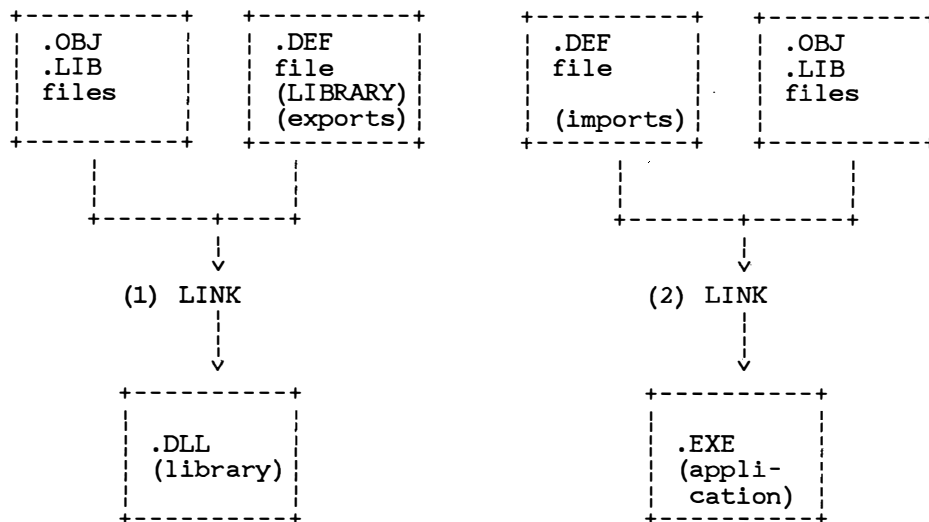 .OBJ
.LIB
files
.DEF
file
(LIBRARY)
(exports)
.DEF
file
(imports)
.OBJ
.LIB
files
(1) LINK
(2) LINK
.DLL
(library)
.EXE
(appli-
cation)